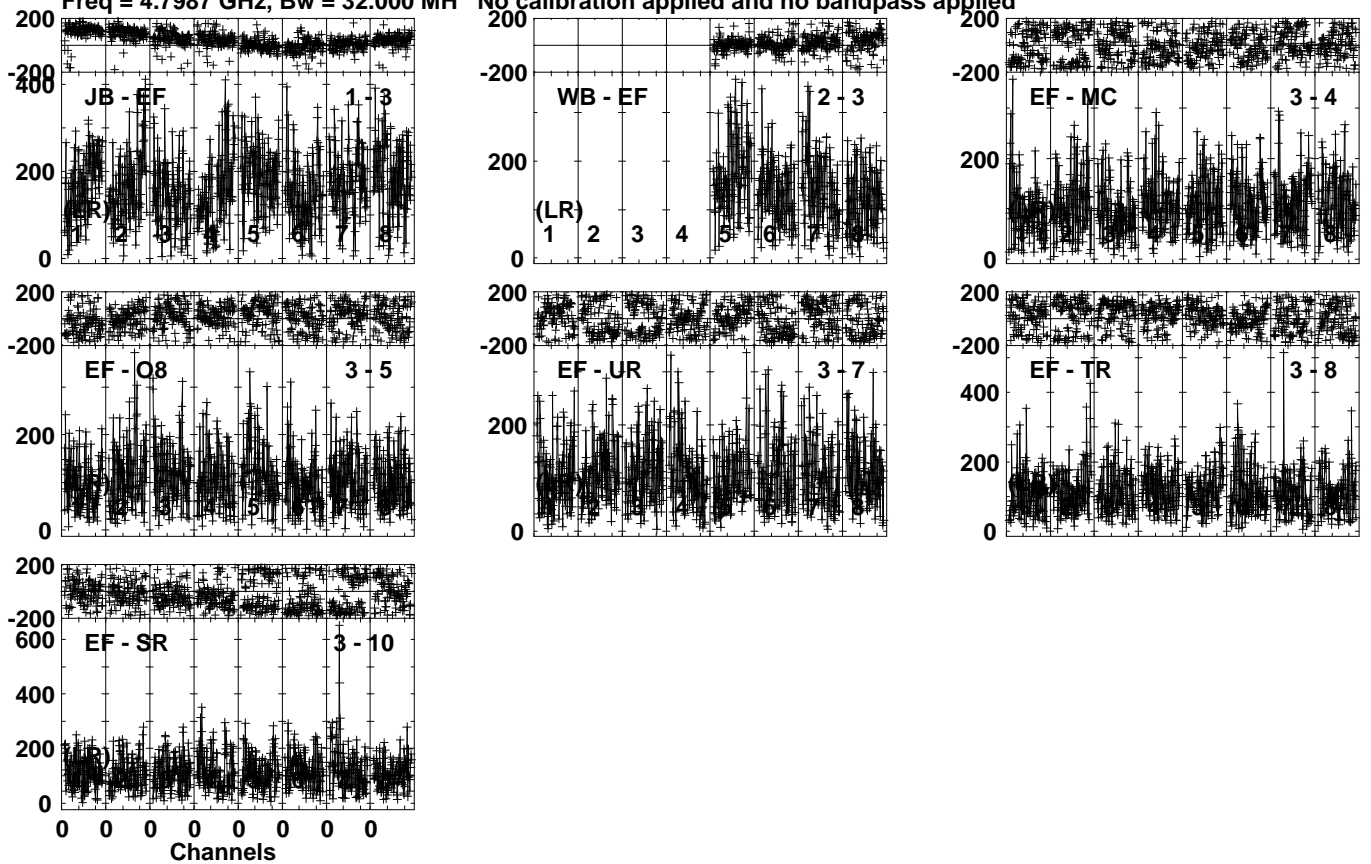 Freq = 4.7987 GHz, Bw = 32.000 MH No calibration applied and no bandpass applied
200
-200
400
200
0
JB - EF 1 - 3
(LR)
1 2 3 4 5 6 7 8
200
-200
200
0
WB - EF 2 - 3
(LR)
1 2 3 4 5 6 7 8
200
-200
200
0
EF - MC 3 - 4
200
-200
200
0
EF - O8 3 - 5
200
-200
200
0
EF - UR 3 - 7
200
-200
400
200
0
EF - TR 3 - 8
200
-200
600
400
200
0
EF - SR 3 - 10
0 0 0 0 0 0 0 0
Channels